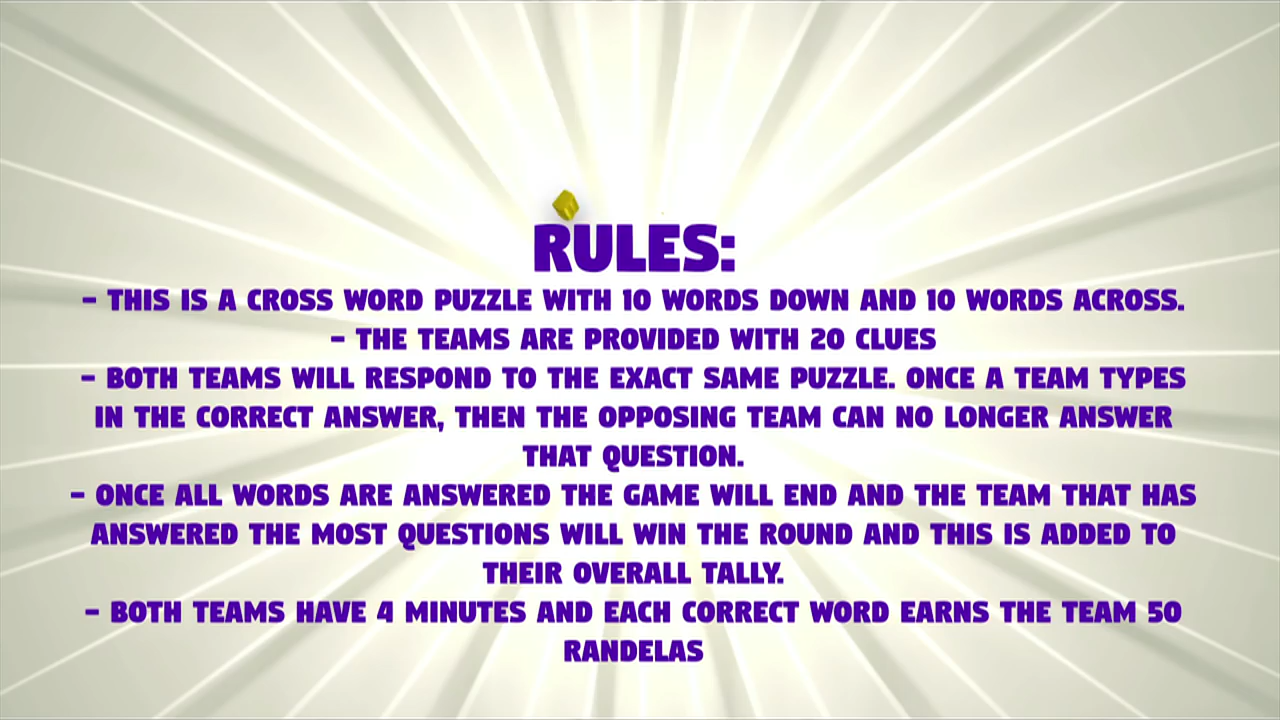 RULES:
- THIS IS A CROSS WORD PUZZLE WITH 10 WORDS DOWN AND 10 WORDS ACROSS.
- THE TEAMS ARE PROVIDED WITH 20 CLUES
- BOTH TEAMS WILL RESPOND TO THE EXACT SAME PUZZLE. ONCE A TEAM TYPES
IN THE CORRECT ANSWER, THEN THE OPPOSING TEAM CAN NO LONGER ANSWER
THAT QUESTION.
- ONCE ALL WORDS ARE ANSWERED THE GAME WILL END AND THE TEAM THAT HAS
ANSWERED THE MOST QUESTIONS WILL WIN THE ROUND AND THIS IS ADDED TO
THEIR OVERALL TALLY.
- BOTH TEAMS HAVE 4 MINUTES AND EACH CORRECT WORD EARNS THE TEAM 50
RANDELAS